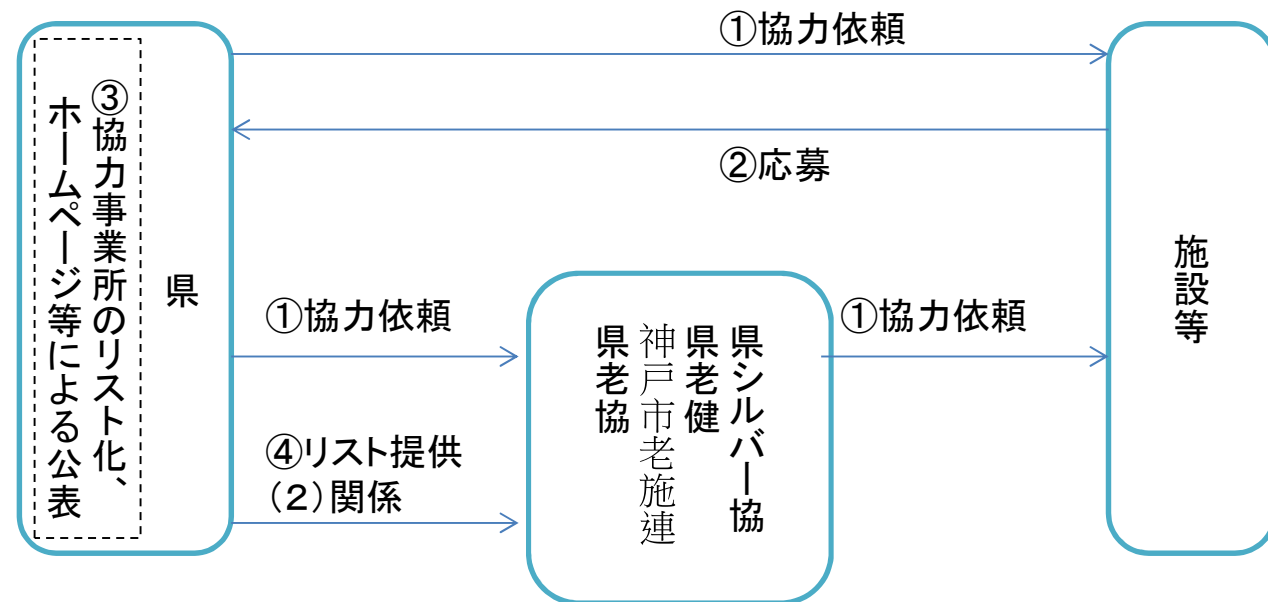 ①協力依頼
②応募
③協力事業所のリスト化、
ホームページ等による公表
県
①協力依頼
④リスト提供
（２）関係
県シルバー協
県老健
神戸市老施連
県老協
①協力依頼
施設等